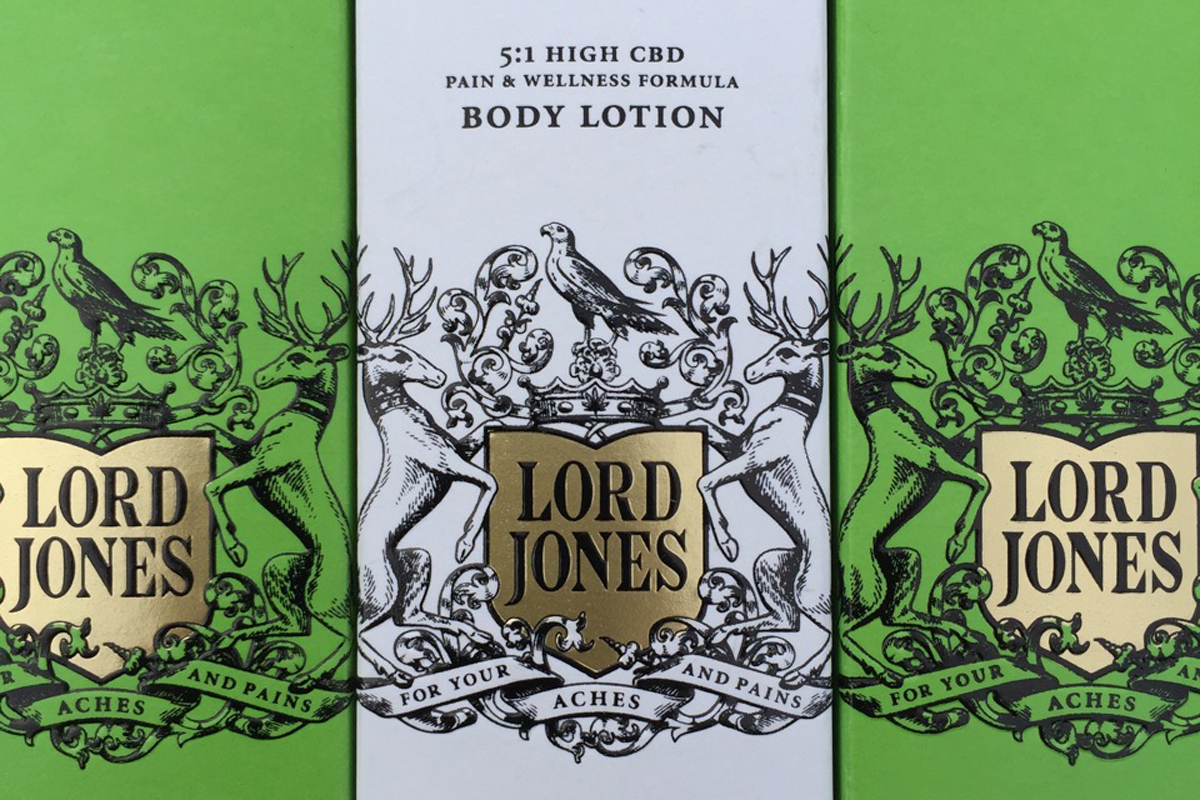 5:1 HIGH CBD
PAIN & WELLNESS FORMULA
BODY LOTION
LORD
JONES
ACHES
AND PAINS
LORD
JONES
FOR YOUR
ACHES
AND PAINS
LORD
JONES
FOR YOUR
ACHES